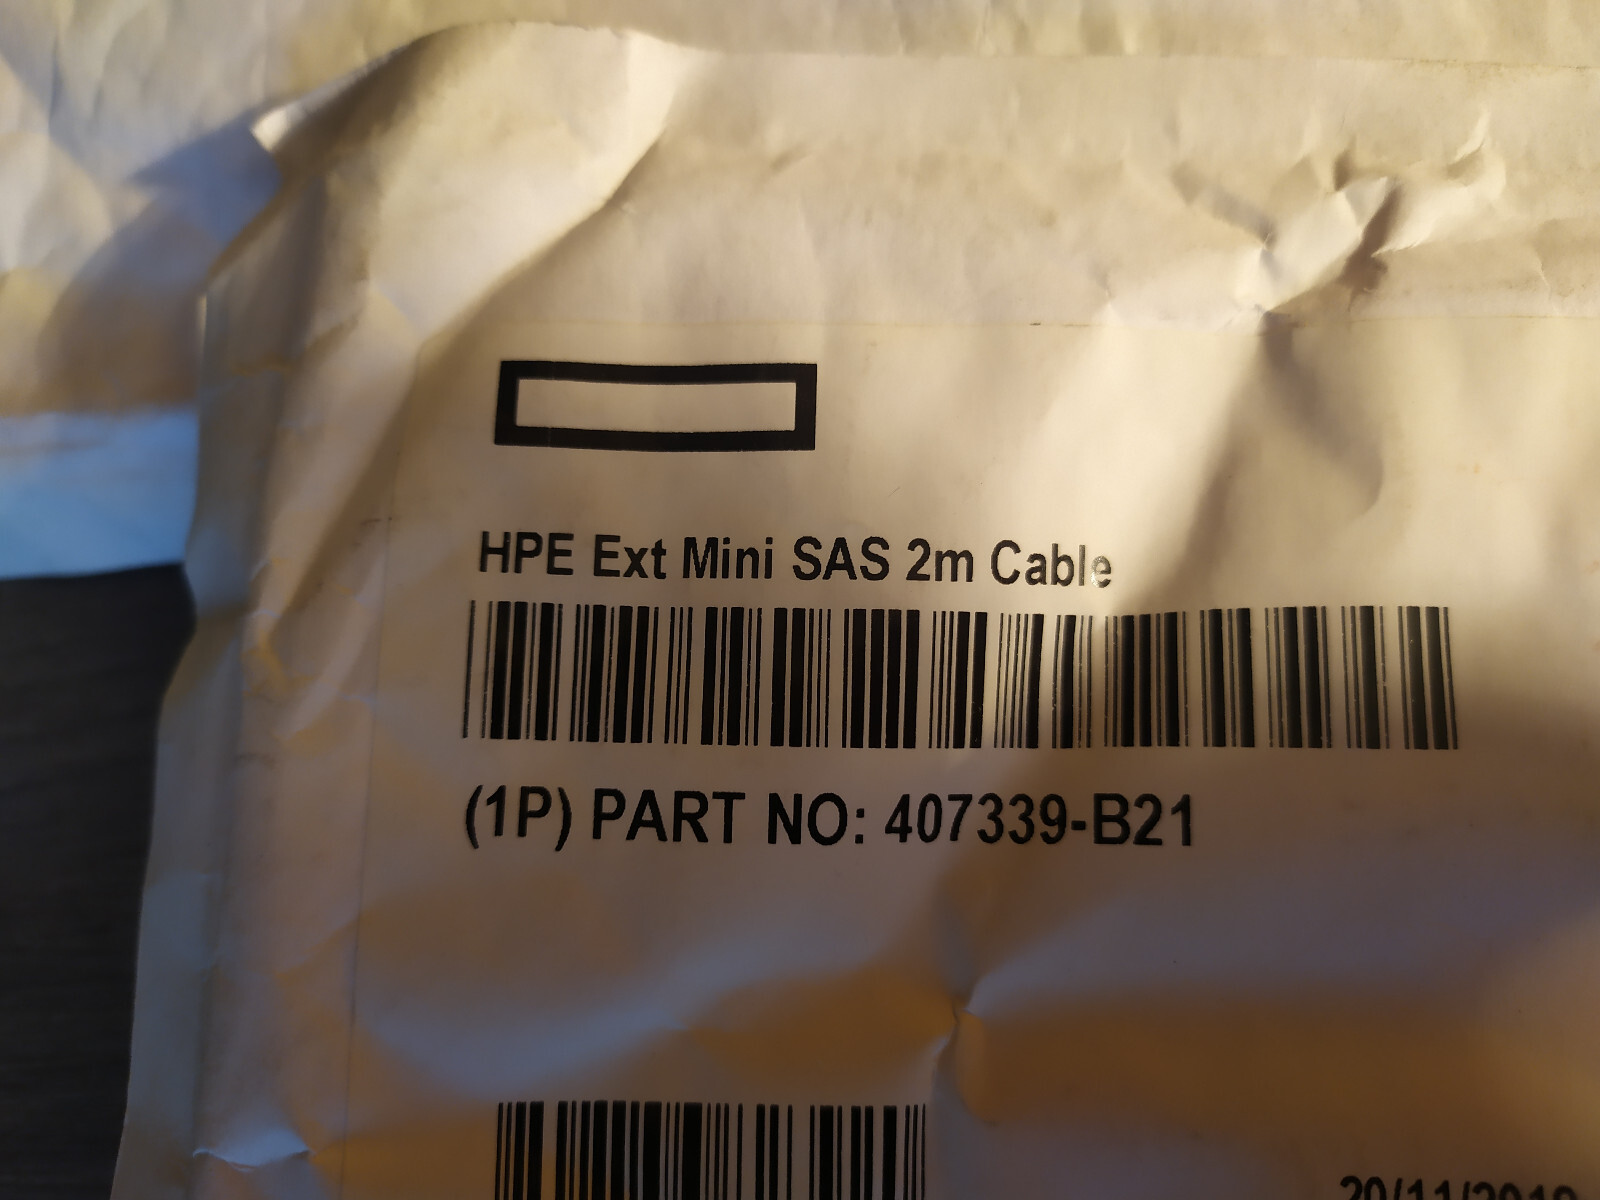 HPE Ext Mini SAS 2m Cable
(1P) PART NO: 407339-B21